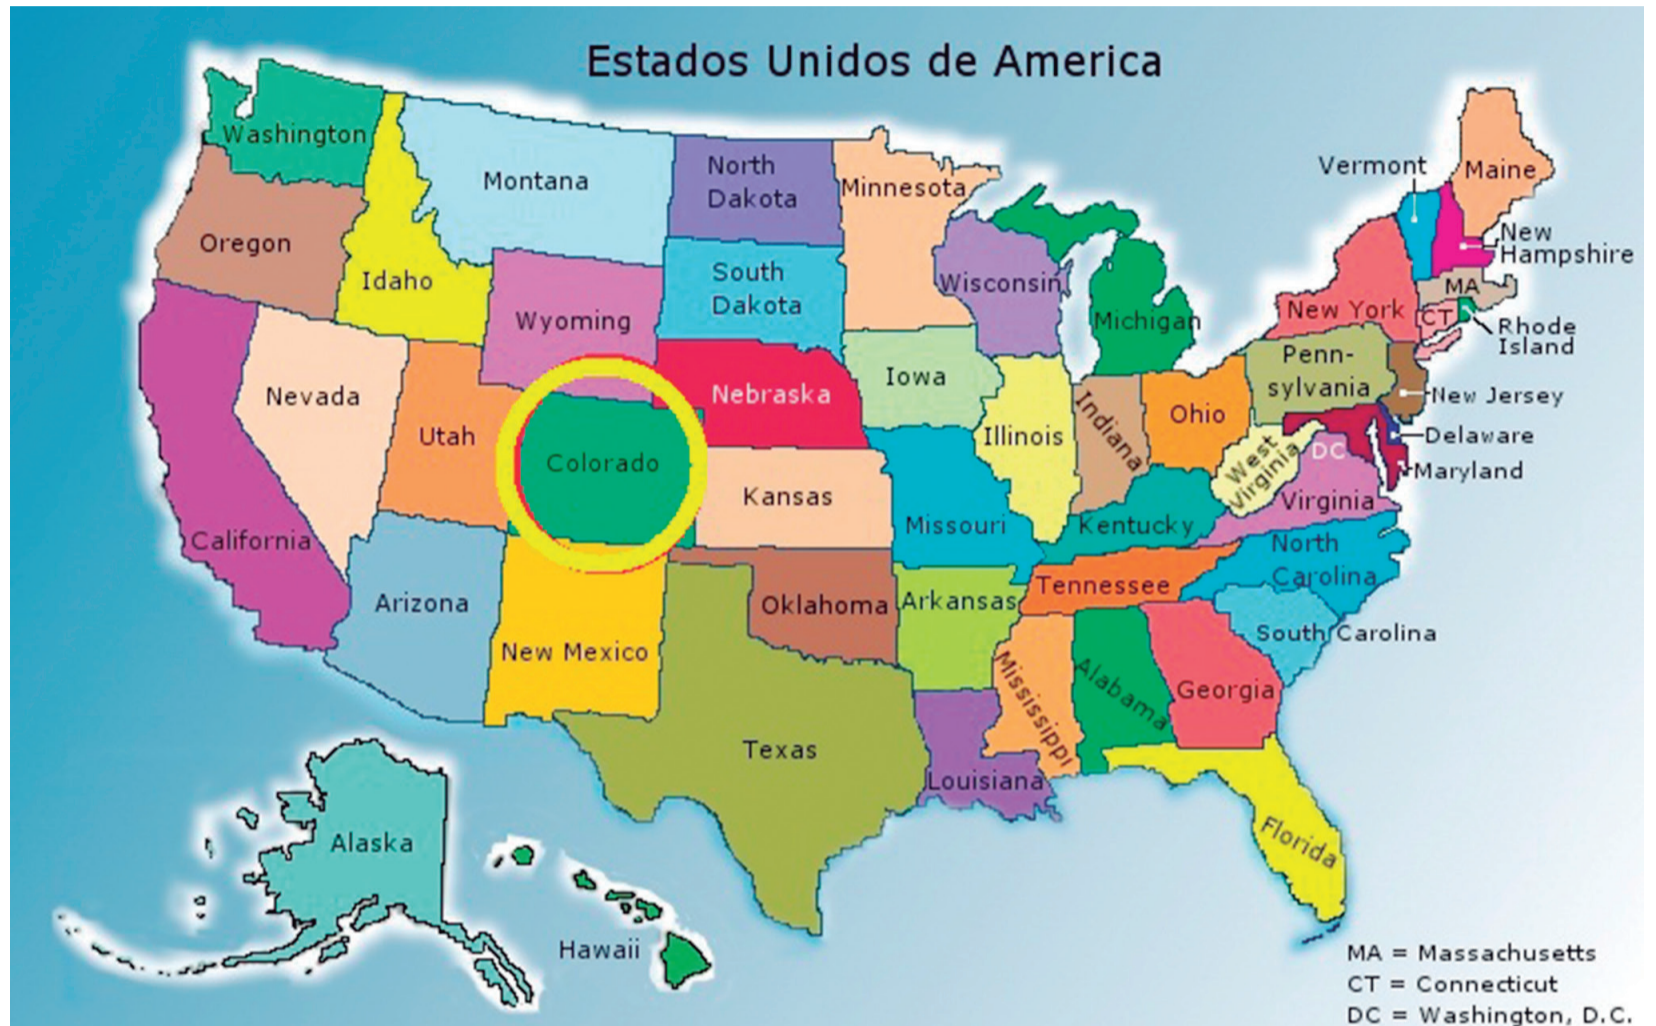 Estados Unidos de America
Washington
Oregon
Idaho
Montana
North
Dakota
Minnesota
South
Dakota
Wyoming
Wisconsin
Michigan
Vermont
Maine
New
Hampshire
MA
New York
CT
Rhode
Island
Penn-
sylvania
New Jersey
Delaware
Maryland
DC
Nevada
Utah
Colorado
Nebraska
Iowa
Illinois
Indiana
Ohio
West
Virginia
Virginia
California
Kansas
Missouri
Kentucky
North
Carolina
Tennessee
South Carolina
Arizona
New Mexico
Oklahoma
Arkansas
Mississippi
Alabama
Georgia
Texas
Louisiana
Florida
Alaska
Hawaii
MA = Massachusetts
CT = Connecticut
DC = Washington, D.C.